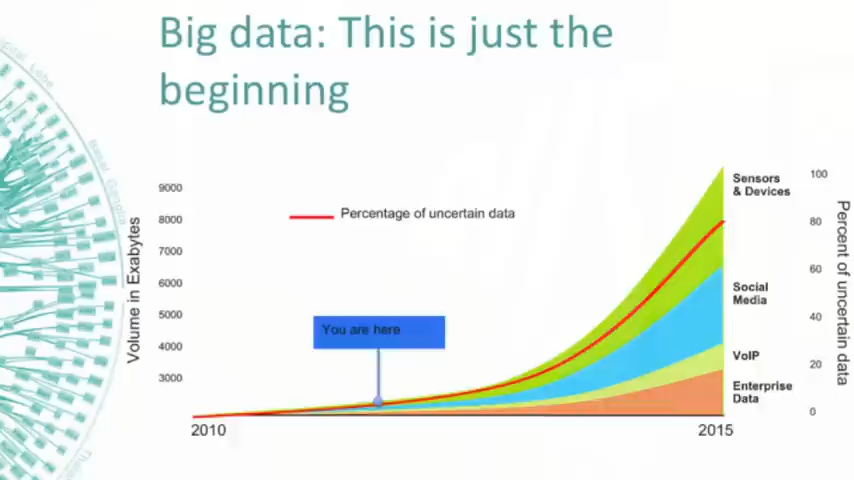 Big data: This is just the
beginning
9000
8000
7000
6000
5000
4000
3000
Volume in Exabytes
Percentage of uncertain data
You are here
2010
2015
Sensors
& Devices
Social
Media
VoIP
Enterprise
Data
100
80
60
40
20
0
Percent of uncertain data
Basal Ganglia